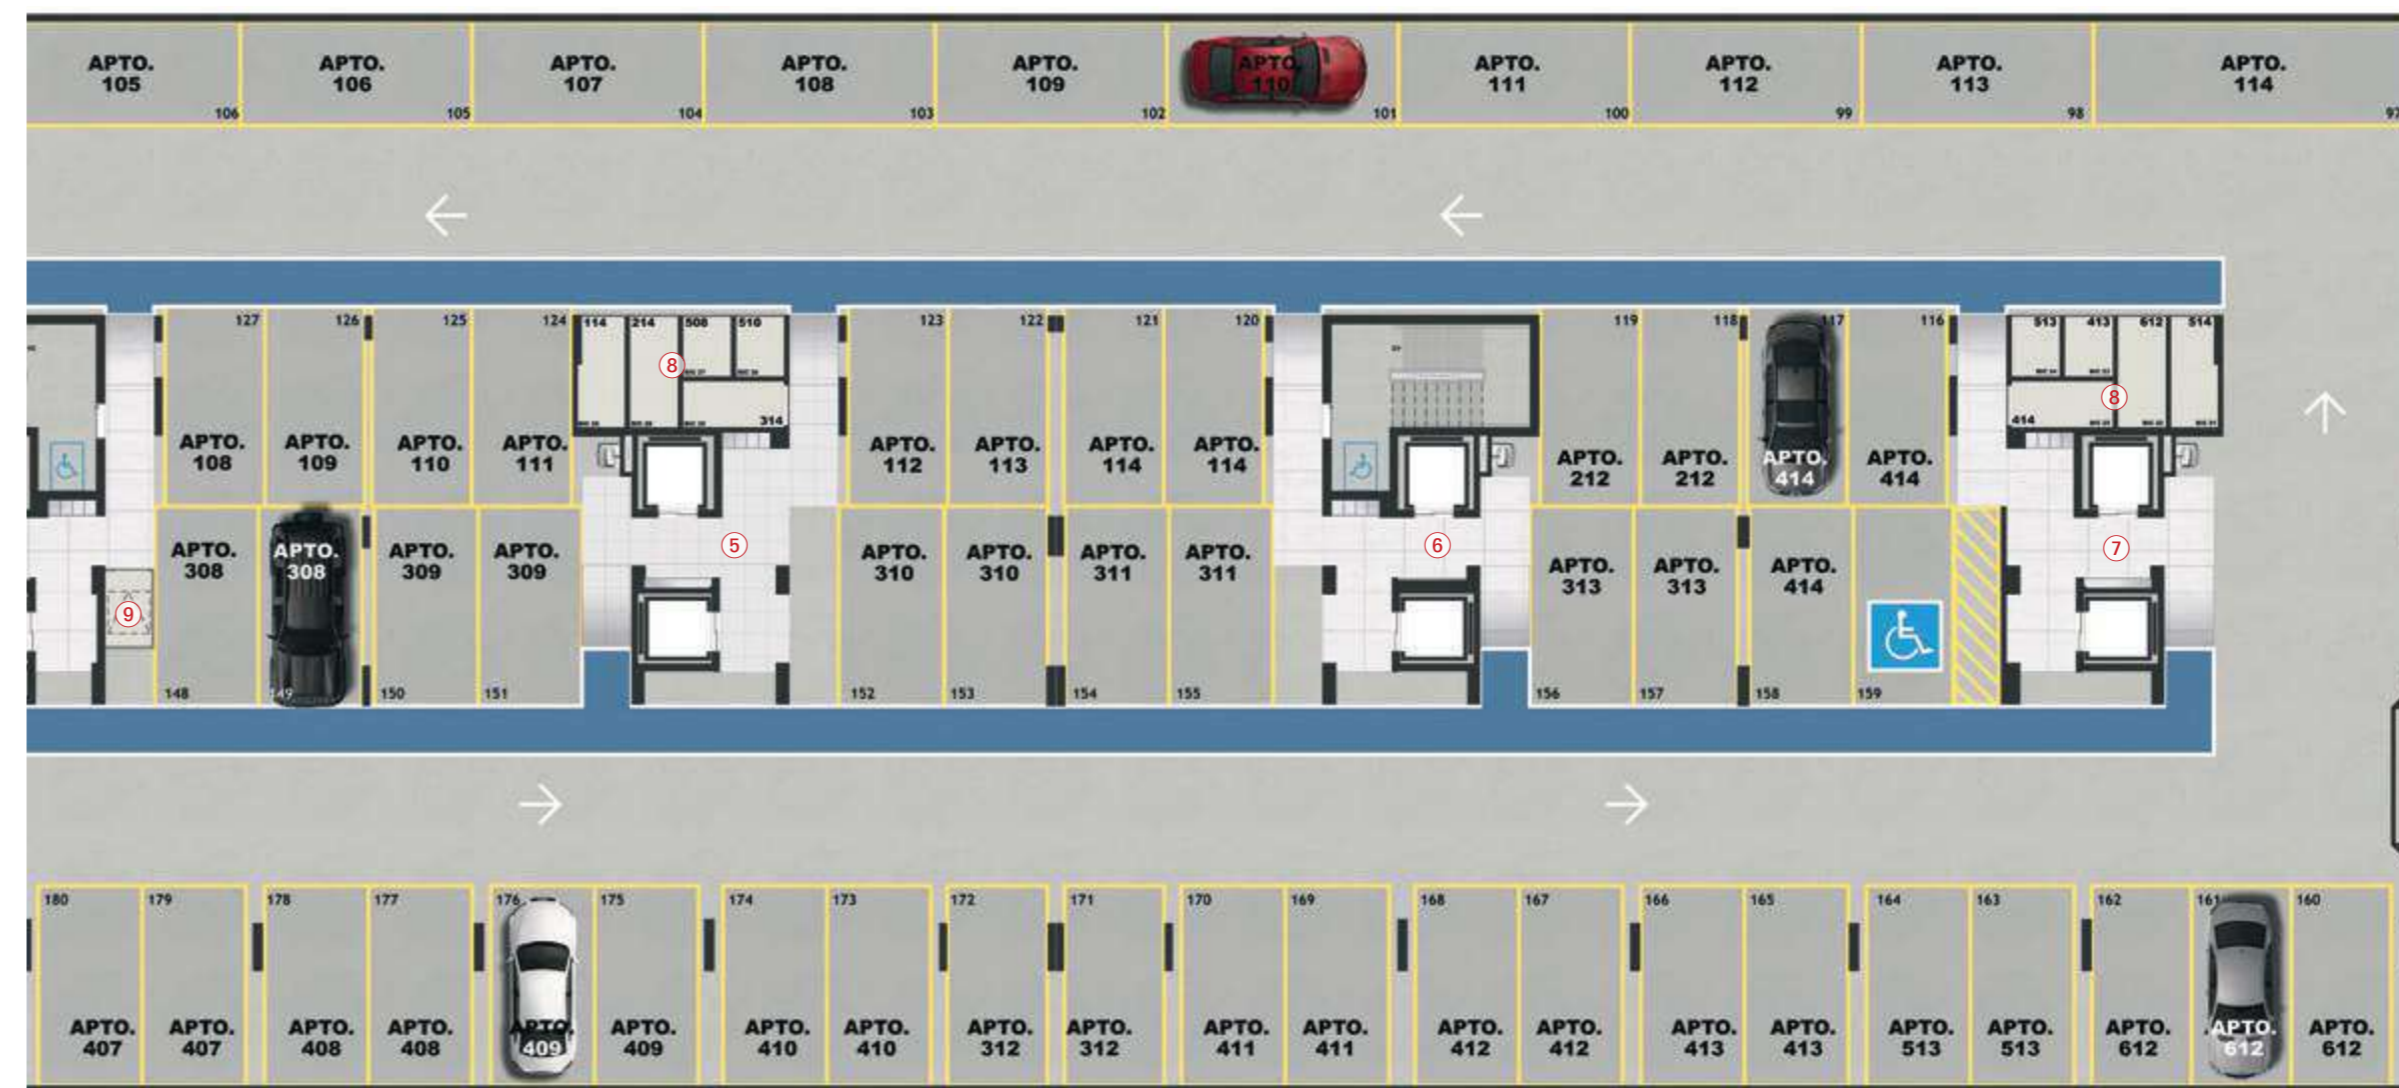 APTO. APTO. APTO. APTO. APTO. APTO. APTO. APTO. APTO. APTO.
105 106 107 108 109 110 111 112 113 114
106 105 104 103 102 101 100 99 98 97
127 126 125 124 114 214 508 510 123 122 121 120 119 118 117 116 513 413 612 514
⑧ ⑧
314 414
APTO. APTO. APTO. APTO. APTO. APTO. APTO. APTO. APTO. APTO. APTO. APTO.
108 109 110 111 112 113 114 114 212 212 414 414
⑤ ⑥ ⑦
APTO. APTO. APTO. APTO. APTO. APTO. APTO. APTO. APTO. APTO. APTO.
308 308 309 309 310 310 311 311 313 313 414
⑨
148 149 150 151 152 153 154 155 156 157 158 159
180 179 178 177 176 175 174 173 172 171 170 169 168 167 166 165 164 163 162 161 160
APTO. APTO. APTO. APTO. APTO. APTO. APTO. APTO. APTO. APTO. APTO. APTO. APTO. APTO. APTO. APTO. APTO. APTO. APTO. APTO. APTO.
407 407 408 408 409 409 410 410 312 312 411 411 412 412 413 413 513 513 612 612 612